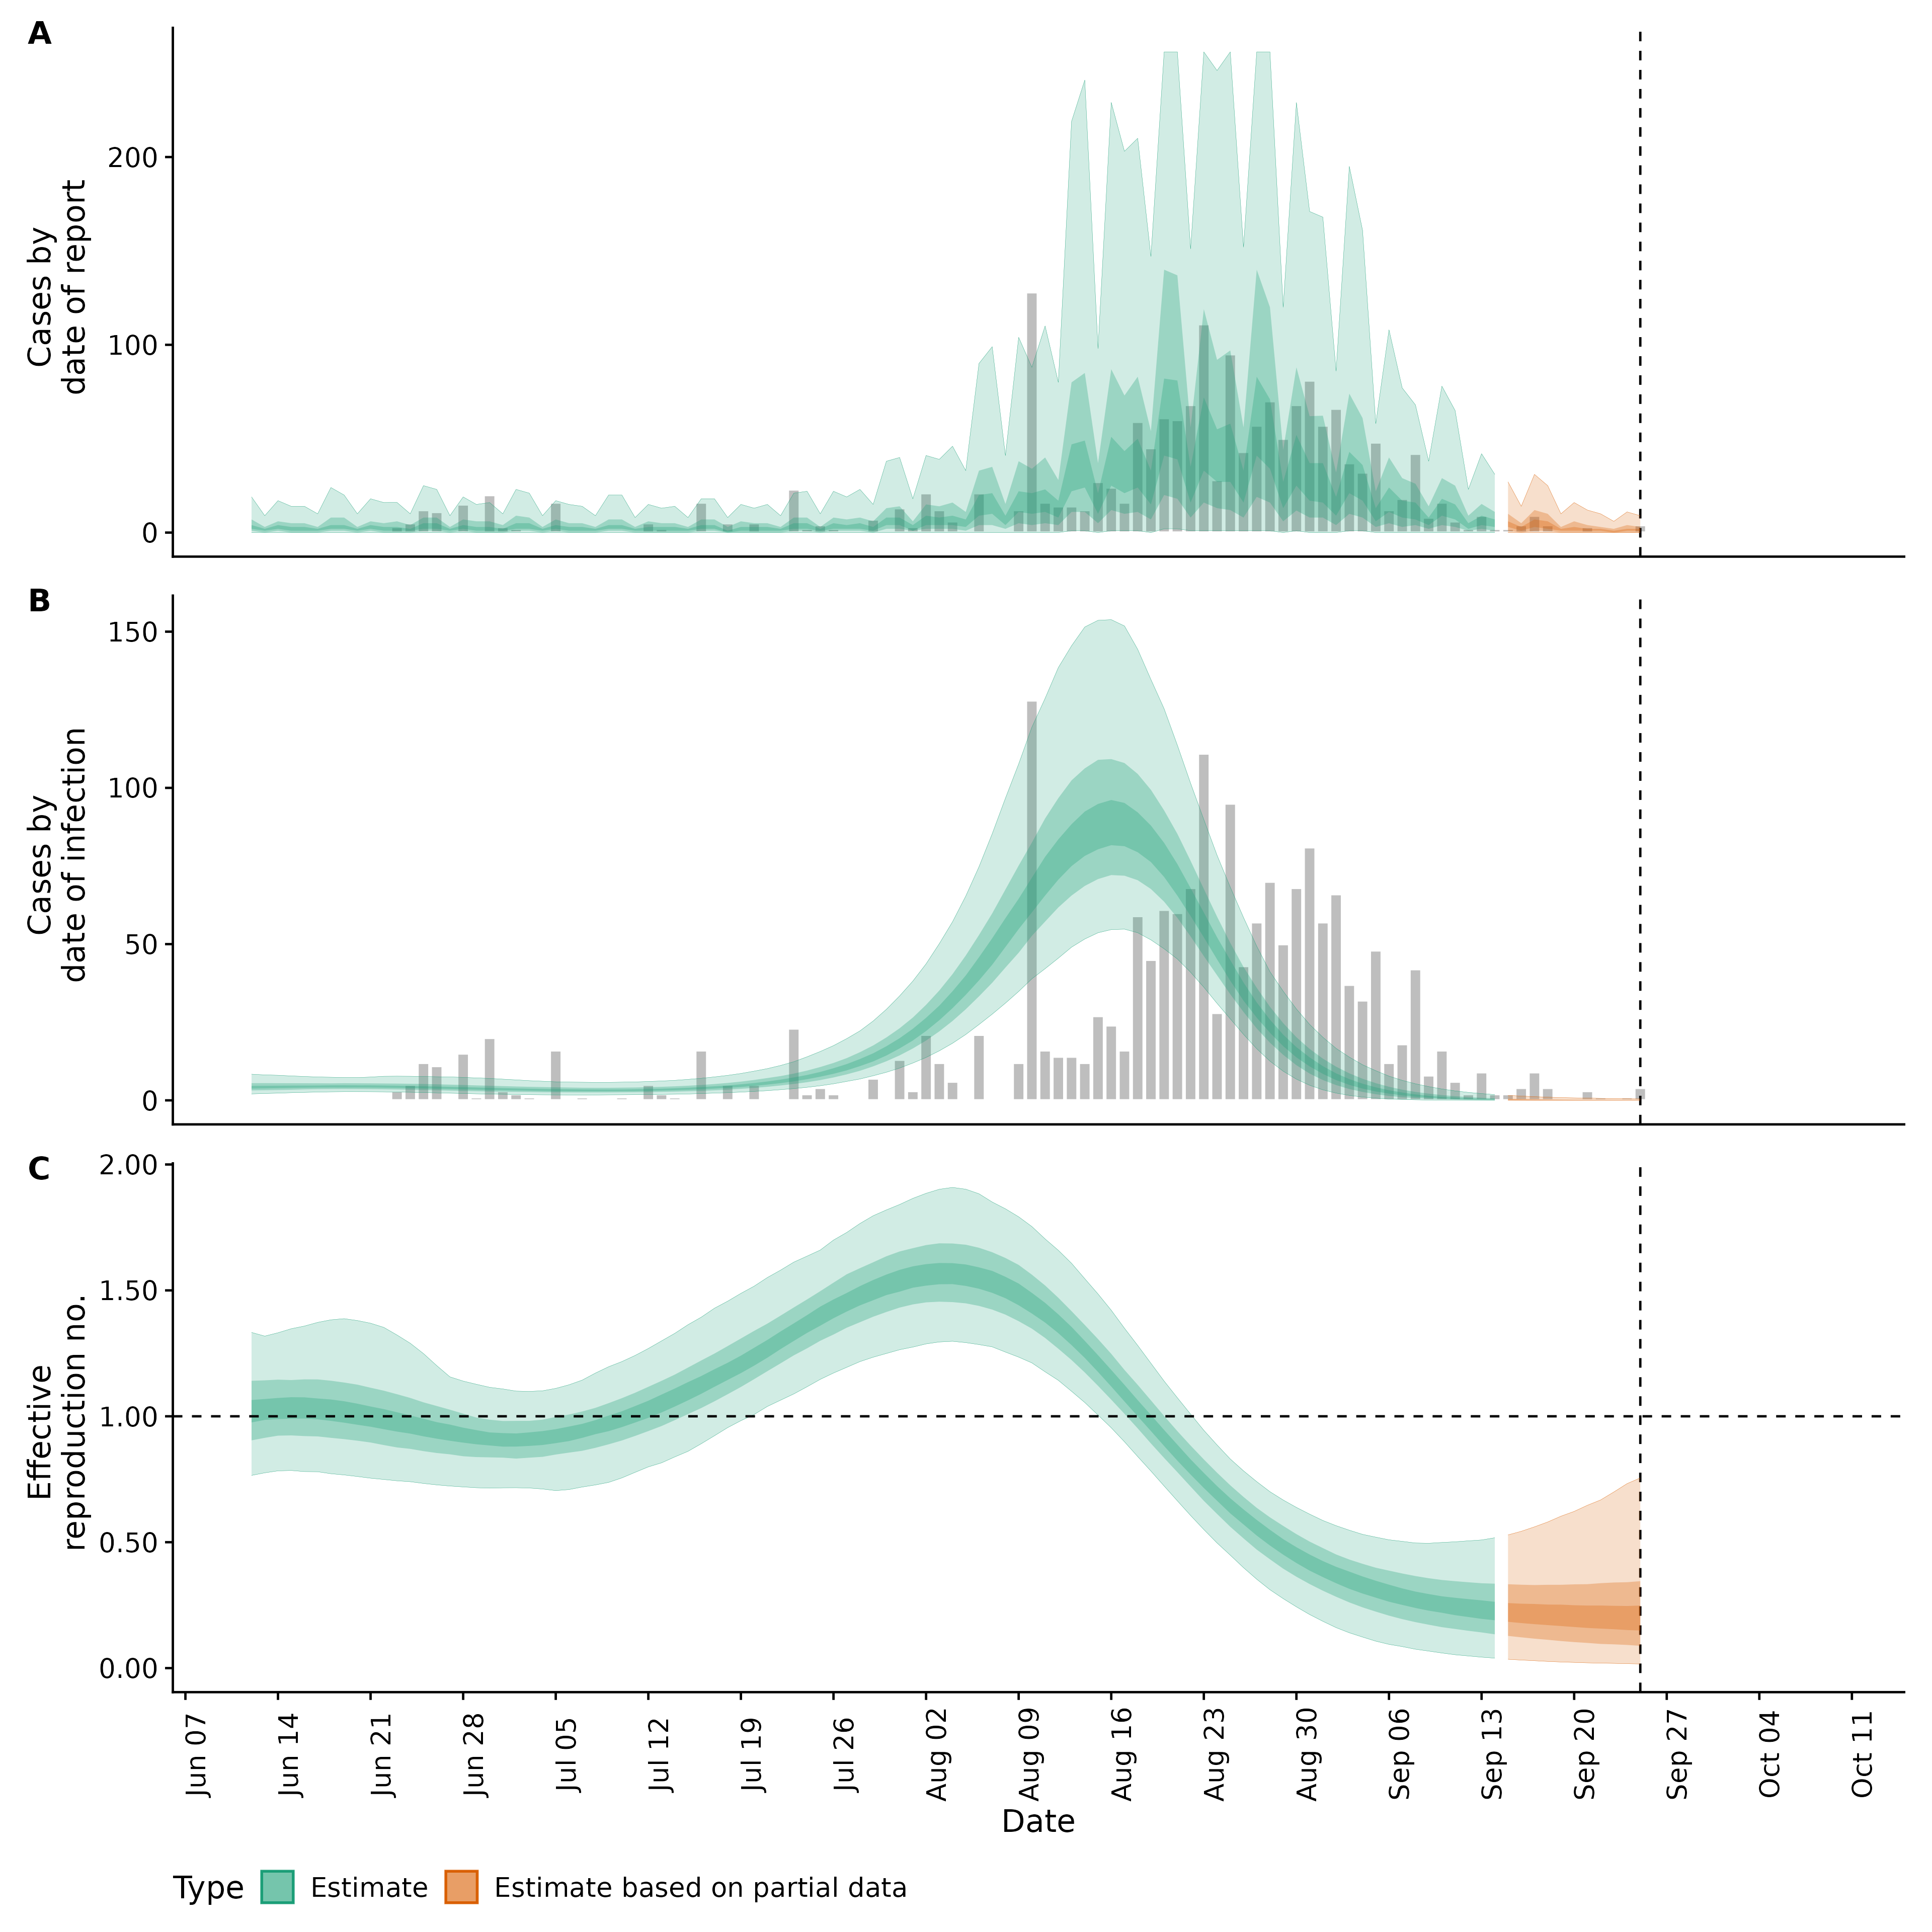 A
Cases by
date of report
200
100
0
B
Cases by
date of infection
150
100
50
0
C
Effective
reproduction no.
2.00
1.50
1.00
0.50
0.00
Jun 07
Jun 14
Jun 21
Jun 28
Jul 05
Jul 12
Jul 19
Jul 26
Aug 02
Aug 09
Aug 16
Aug 23
Aug 30
Sep 06
Sep 13
Sep 20
Sep 27
Oct 04
Oct 11
Date
Type
Estimate
Estimate based on partial data